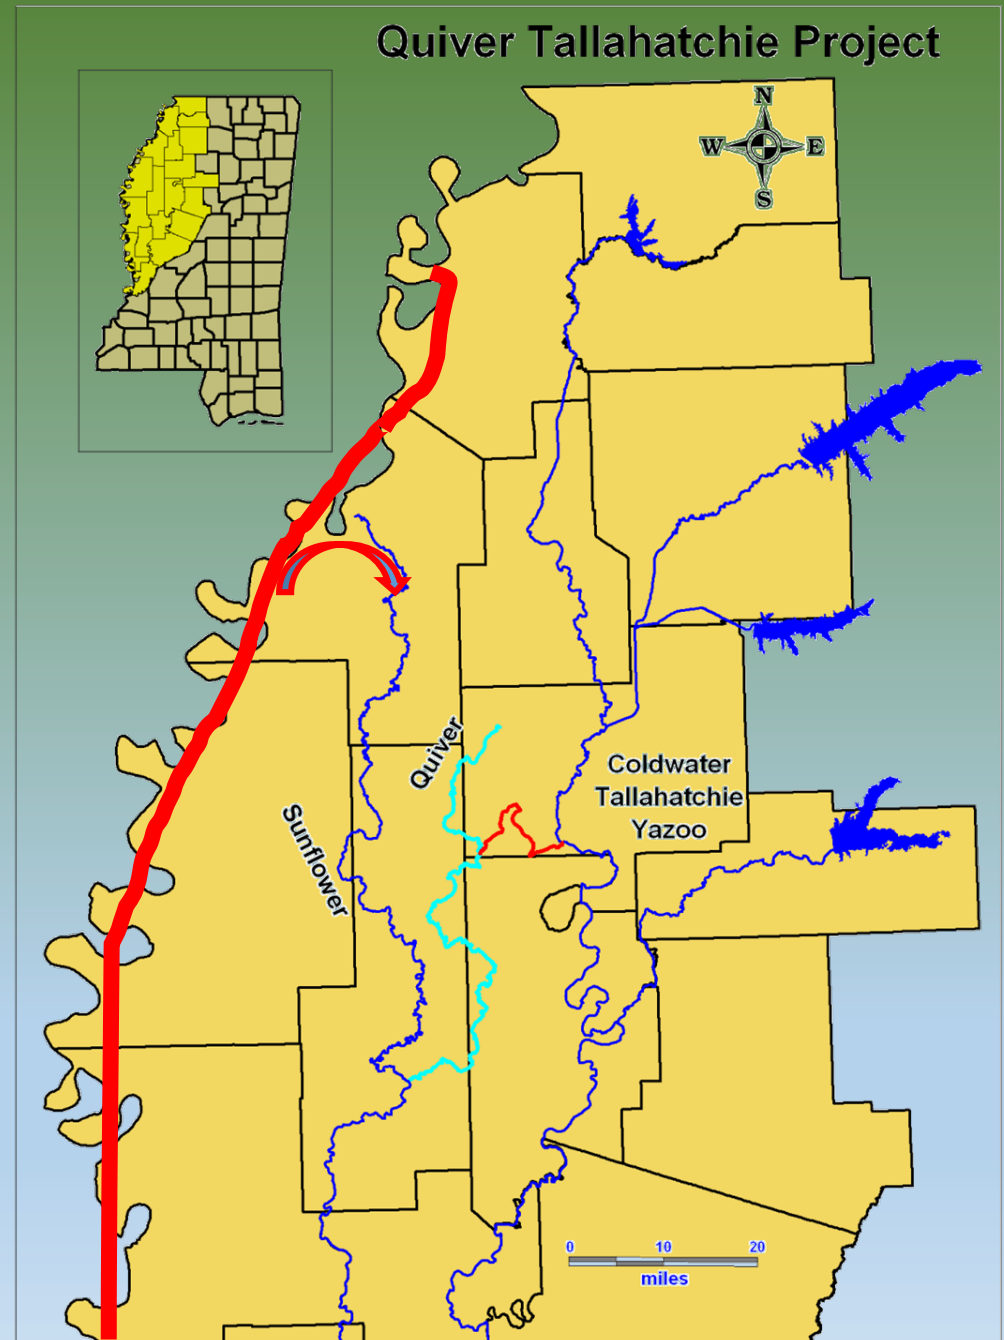 Quiver Tallahatchie Project
N
W
E
S
Quiver
Coldwater
Tallahatchie
Yazoo
Sunflower
0 10 20
miles